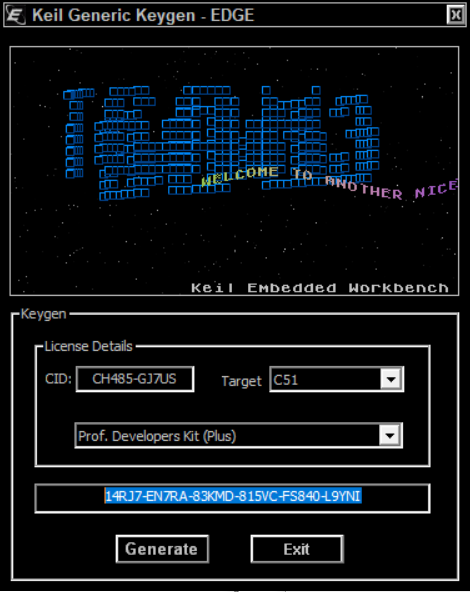 Keil Generic Keygen - EDGE
WELCOME TO ANOTHER NICE
Keil Embedded Workbench
Keygen
License Details
CID: CH485-GJ7US Target C51
Prof. Developers Kit (Plus)
14RJ7-EN7RA-83KMD-815VC-FS840-L9YNI
Generate Exit